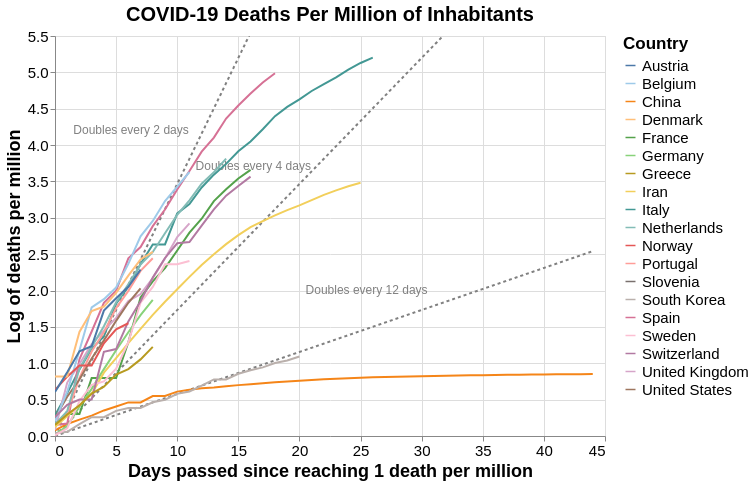 COVID-19 Deaths Per Million of Inhabitants
5.5
5.0
4.5
4.0
3.5
3.0
2.5
2.0
1.5
1.0
0.5
0.0
Log of deaths per million
Doubles every 2 days
Doubles every 4 days
Doubles every 12 days
0 5 10 15 20 25 30 35 40 45
Days passed since reaching 1 death per million
Country
Austria
Belgium
China
Denmark
France
Germany
Greece
Iran
Italy
Netherlands
Norway
Portugal
Slovenia
South Korea
Spain
Sweden
Switzerland
United Kingdom
United States